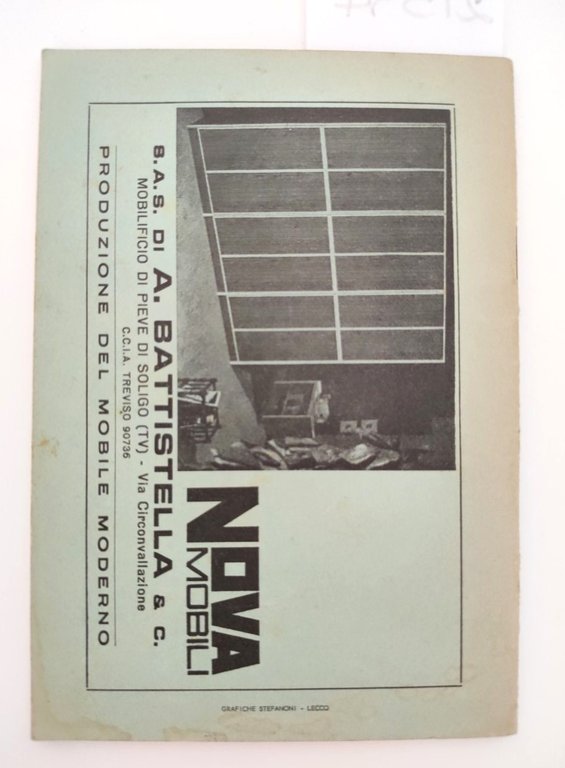 NOVA
MOBILI
S.A.S. DI A. BATTISTELLA & C.
MOBILIFICIO DI PIEVE DI SOLIGO (TV) - Via Circonvallazione
C.C.I.A. TREVISO 90736
PRODUZIONE DEL MOBILE MODERNO
GRAFICHE STEFANONI - LECCO